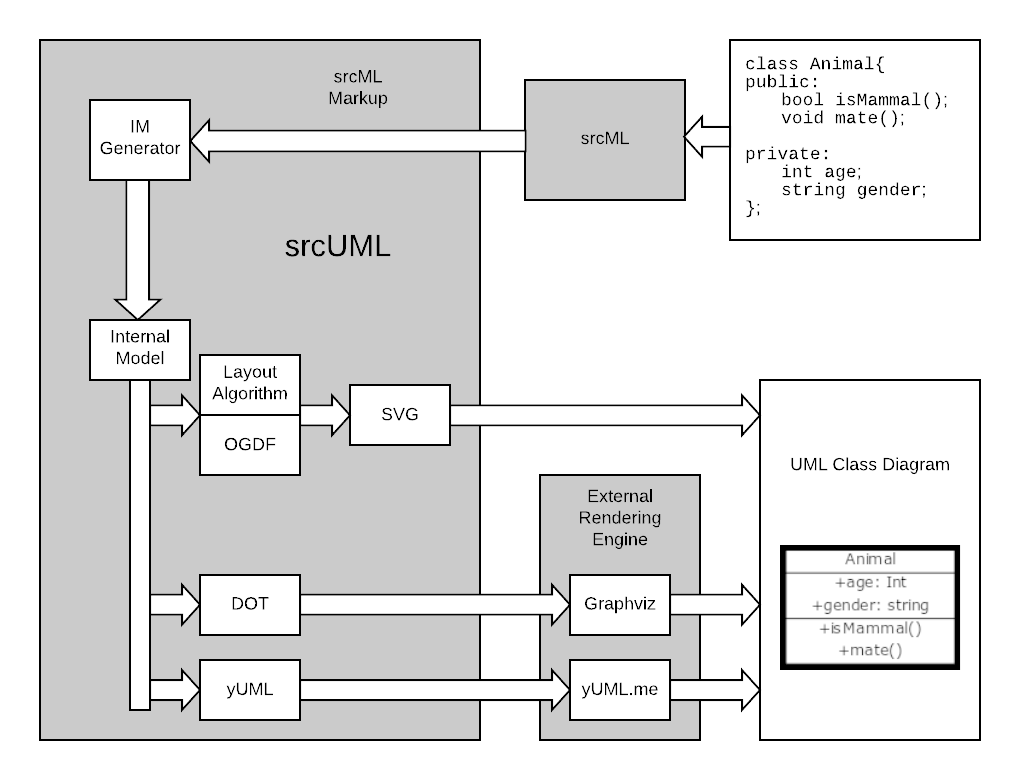 srcML
Markup
IM
Generator
srcML
class Animal{
public:
bool isMammal();
void mate();
private:
int age;
string gender;
};
srcUML
Internal
Model
Layout
Algorithm
OGDF
SVG
UML Class Diagram
External
Rendering
Engine
Animal
+age: Int
+gender: string
+isMammal()
+mate()
DOT
Graphviz
yUML
yUML.me